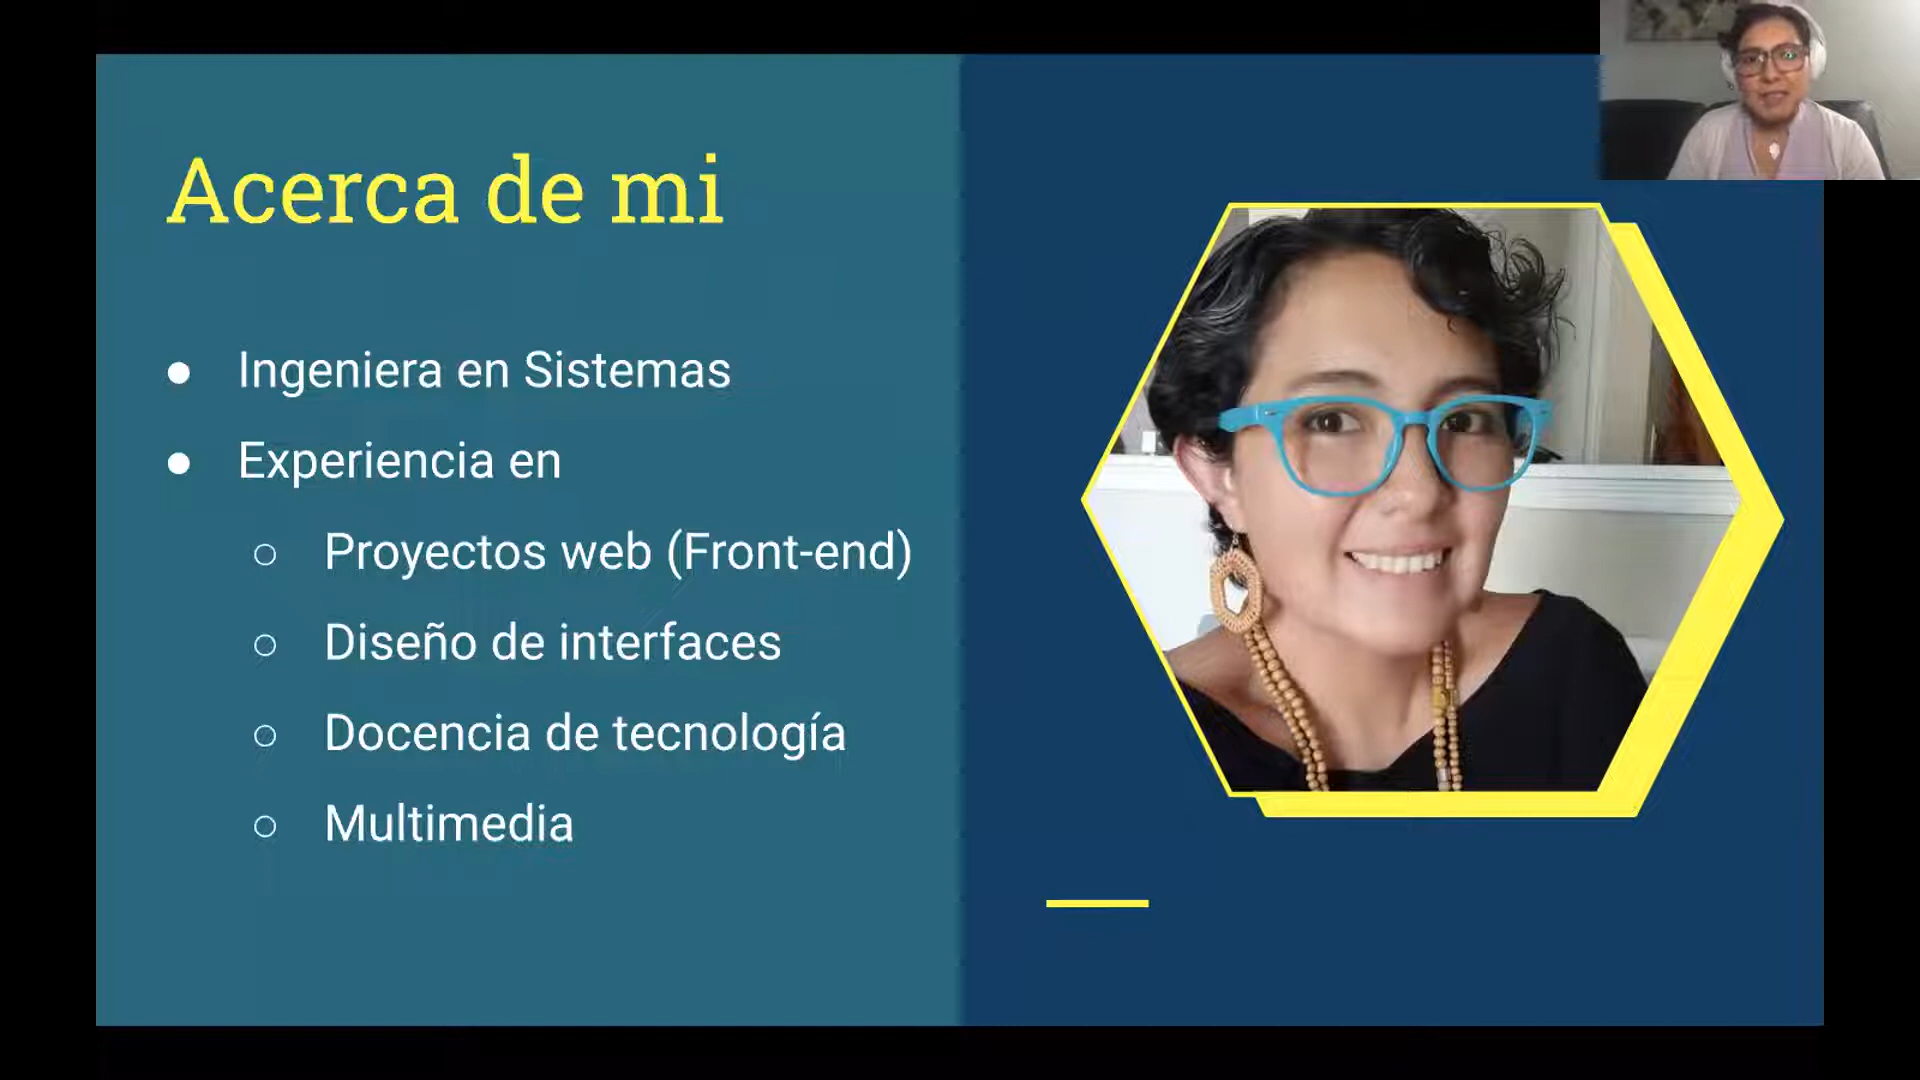 Acerca de mi
● Ingeniera en Sistemas
● Experiencia en
○ Proyectos web (Front-end)
○ Diseño de interfaces
○ Docencia de tecnología
○ Multimedia